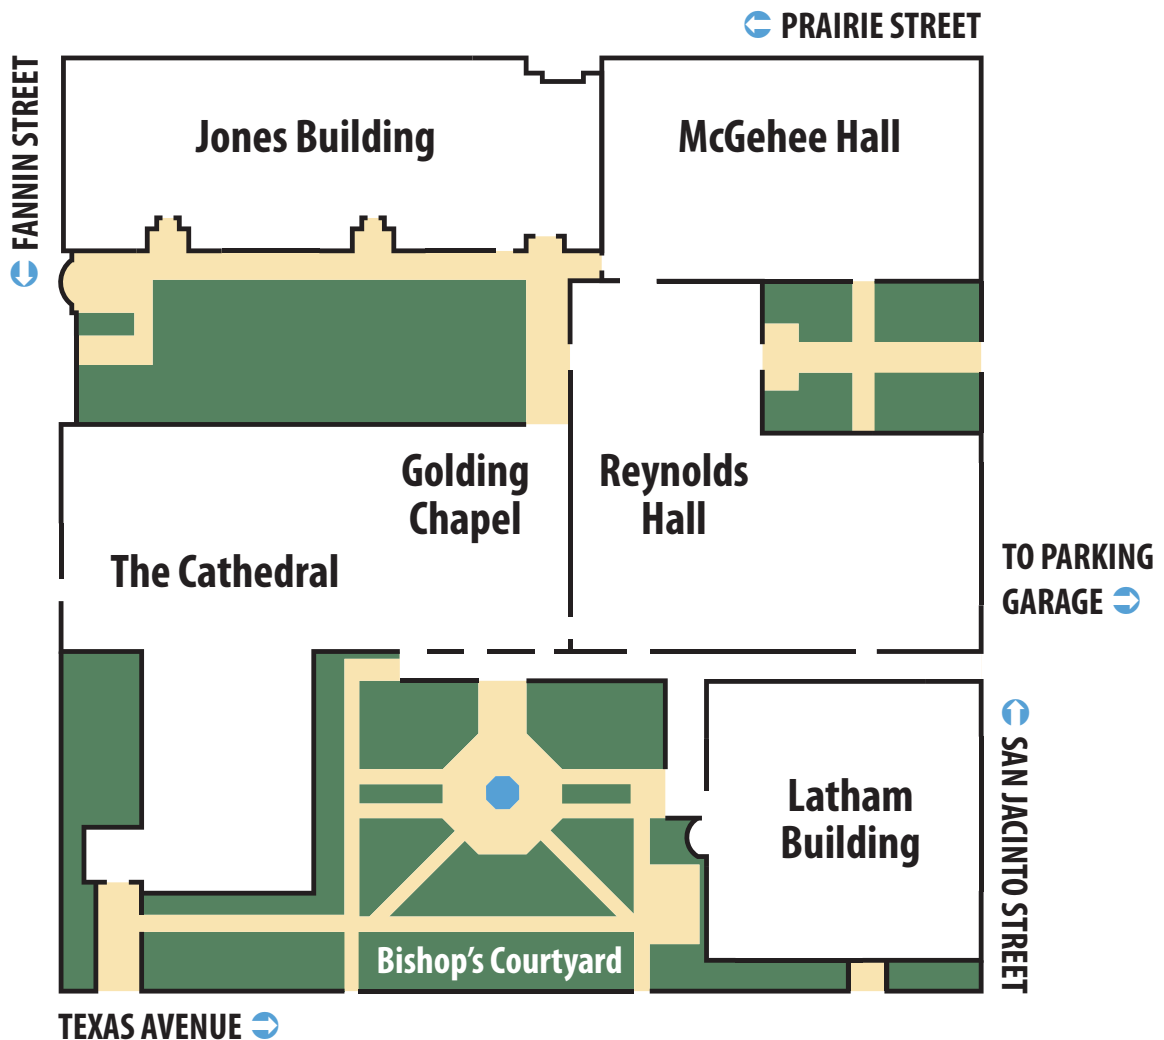 PRAIRIE STREET
FANNIN STREET
Jones Building
McGehee Hall
Golding
Chapel
Reynolds
Hall
The Cathedral
TO PARKING
GARAGE
SAN JACINTO STREET
Latham
Building
Bishop's Courtyard
TEXAS AVENUE